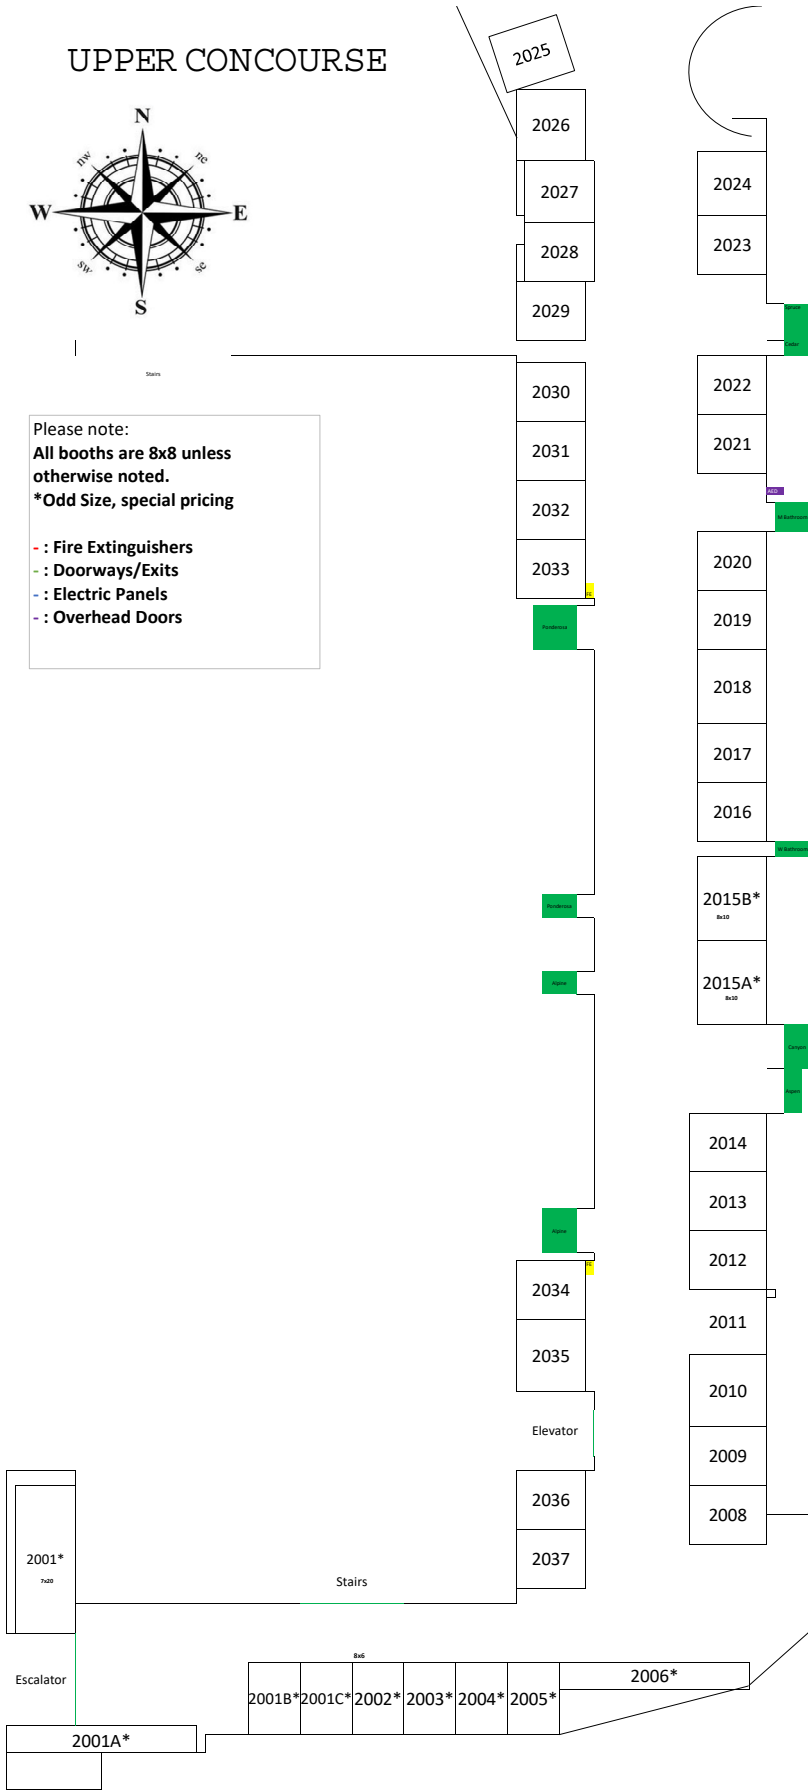 UPPER CONCOURSE
N
nw
ne
W
E
sw
se
S
2025
2026
2027
2028
2029
2024
2023
Spruce
Cedar
Stairs
2030
2031
2032
2033
FE
Ponderosa
2022
2021
AED
M Bathroom
Please note:
All booths are 8x8 unless
otherwise noted.
*Odd Size, special pricing
- : Fire Extinguishers
- : Doorways/Exits
- : Electric Panels
- : Overhead Doors
2020
2019
2018
2017
2016
W Bathroom
Ponderosa
Alpine
2015B*
8x10
2015A*
8x10
Canyon
Aspen
Alpine
FE
2014
2013
2012
2011
2010
2009
2008
2034
2035
Elevator
2036
2037
2001*
7x20
Stairs
Escalator
8x6
2001B*
2001C*
2002*
2003*
2004*
2005*
2006*
2001A*